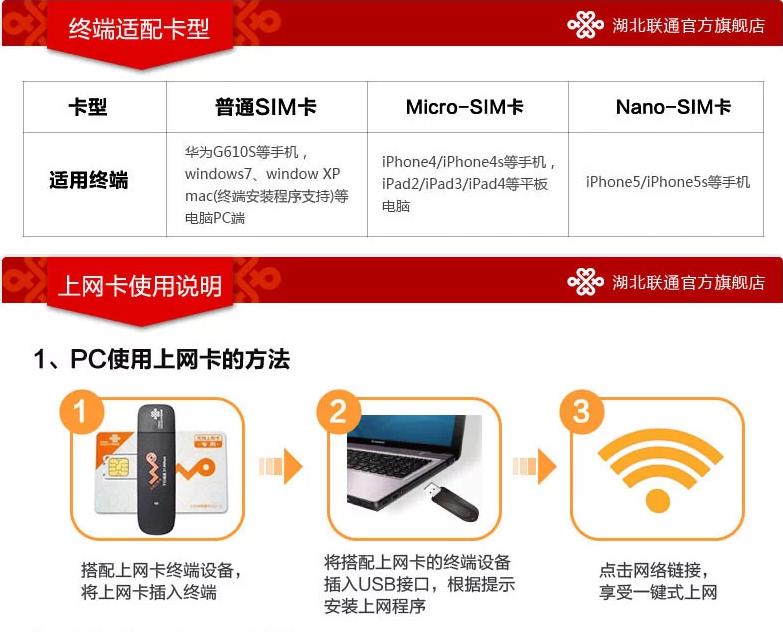 终端适配卡型
湖北联通官方旗舰店
卡型
普通SIM卡
Micro-SIM卡
Nano-SIM卡
适用终端
华为G610S等手机，
windows7、window XP
mac(终端安装程序支持)等
电脑PC端
iPhone4/iPhone4s等手机，
iPad2/iPad3/iPad4等平板
电脑
iPhone5/iPhone5s等手机
上网卡使用说明
湖北联通官方旗舰店
1、PC使用上网卡的方法
1
2
3
搭配上网卡终端设备，
将上网卡插入终端
将搭配上网卡的终端设备
插入USB接口，根据提示
安装上网程序
点击网络链接，
享受一键式上网